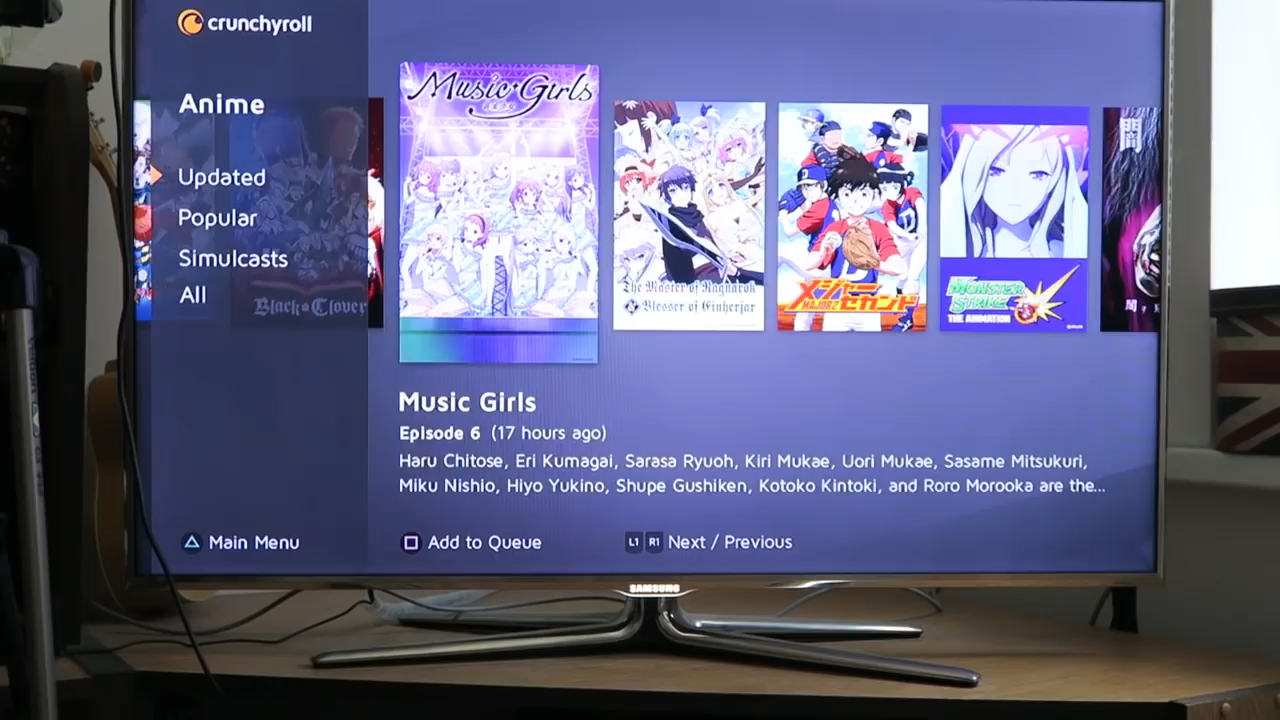 crunchyroll
Anime
Updated
Popular
Simulcasts
All
Black Clover
Music Girls
The Master of Ragnarok
Blesser of Einherjar
メジャー
MAJOR 2nd
セカンド
MONSTER
STRIKE
THE ANIMATION
闇
Music Girls
Episode 6 (17 hours ago)
Haru Chitose, Eri Kumagai, Sarasa Ryuoh, Kiri Mukae, Uori Mukae, Sasame Mitsukuri,
Miku Nishio, Hiyo Yukino, Shupe Gushiken, Kotoko Kintoki, and Roro Morooka are the...
Main Menu
Add to Queue
L1 R1 Next / Previous
SAMSUNG